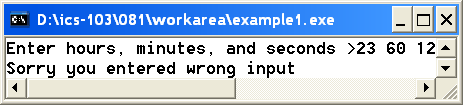 D:\ics-103\081\workarea\example1.exe
Enter hours, minutes, and seconds >23 60 12
Sorry you entered wrong input